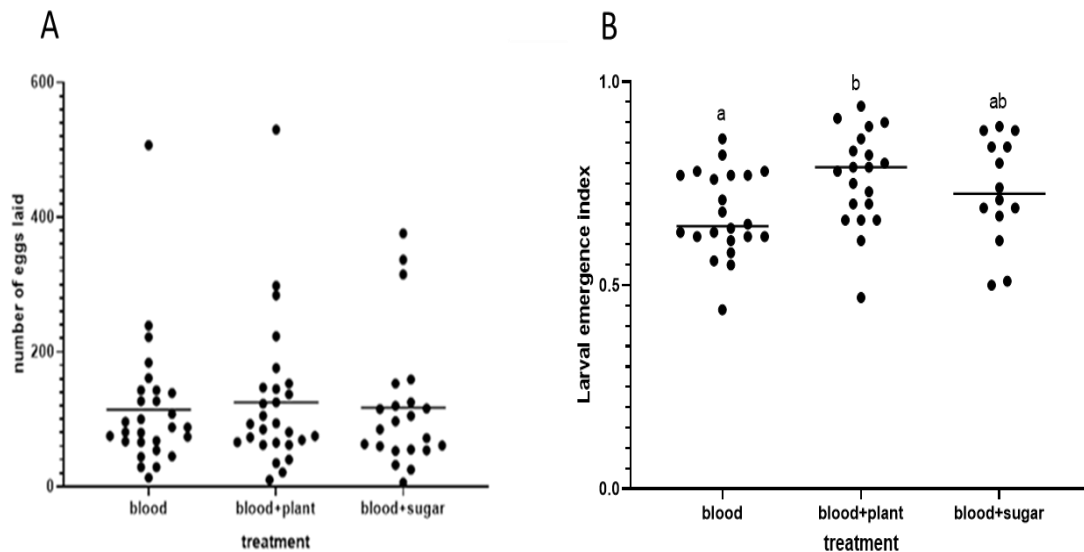 A
number of eggs laid
600
400
200
0
blood
blood+plant
blood+sugar
treatment
B
Larval emergence index
1.0
0.5
0.0
a
b
ab
blood
blood+plant
blood+sugar
treatment